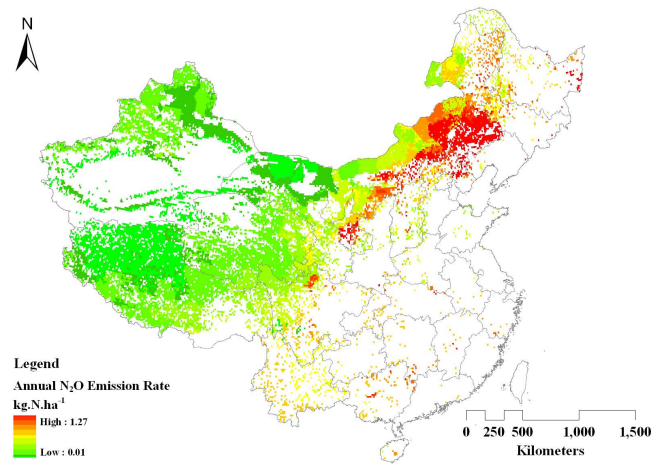 N
Legend
Annual N₂O Emission Rate
kg.N.ha⁻¹
High : 1.27
Low : 0.01
0 250 500 1,000 1,500
Kilometers